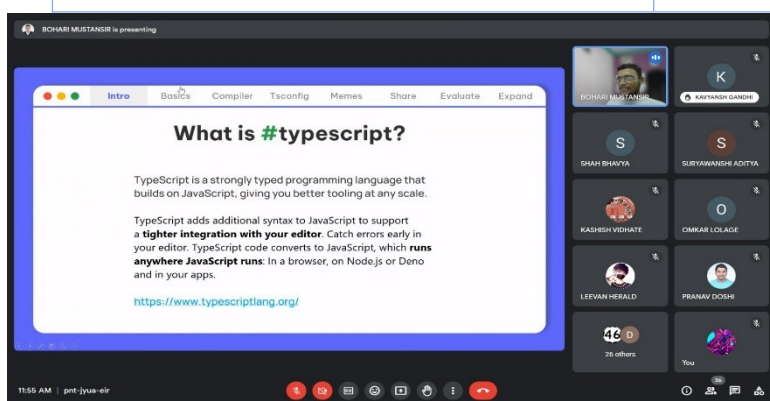 BOHARI MUSTANSIR is presenting
Intro Basics Compiler Tsconfig Memes Share Evaluate Expand
What is #typescript?
TypeScript is a strongly typed programming language that
builds on JavaScript, giving you better tooling at any scale.
TypeScript adds additional syntax to JavaScript to support
a tighter integration with your editor. Catch errors early in
your editor. TypeScript code converts to JavaScript, which runs
anywhere JavaScript runs: In a browser, on Node.js or Deno
and in your apps.
https://www.typescriptlang.org/
BOHARI MUSTANSIR
K
KAVYANSH GANDHI
S
SHAH BHAVYA
S
SURYAWANSHI ADITYA
KASHISH VIDHATE
O
OMKAR LOLAGE
LEEVAN HERALD
PRANAV DOSHI
46 D
26 others
You
11:55 AM | pnt-jyua-eir
36